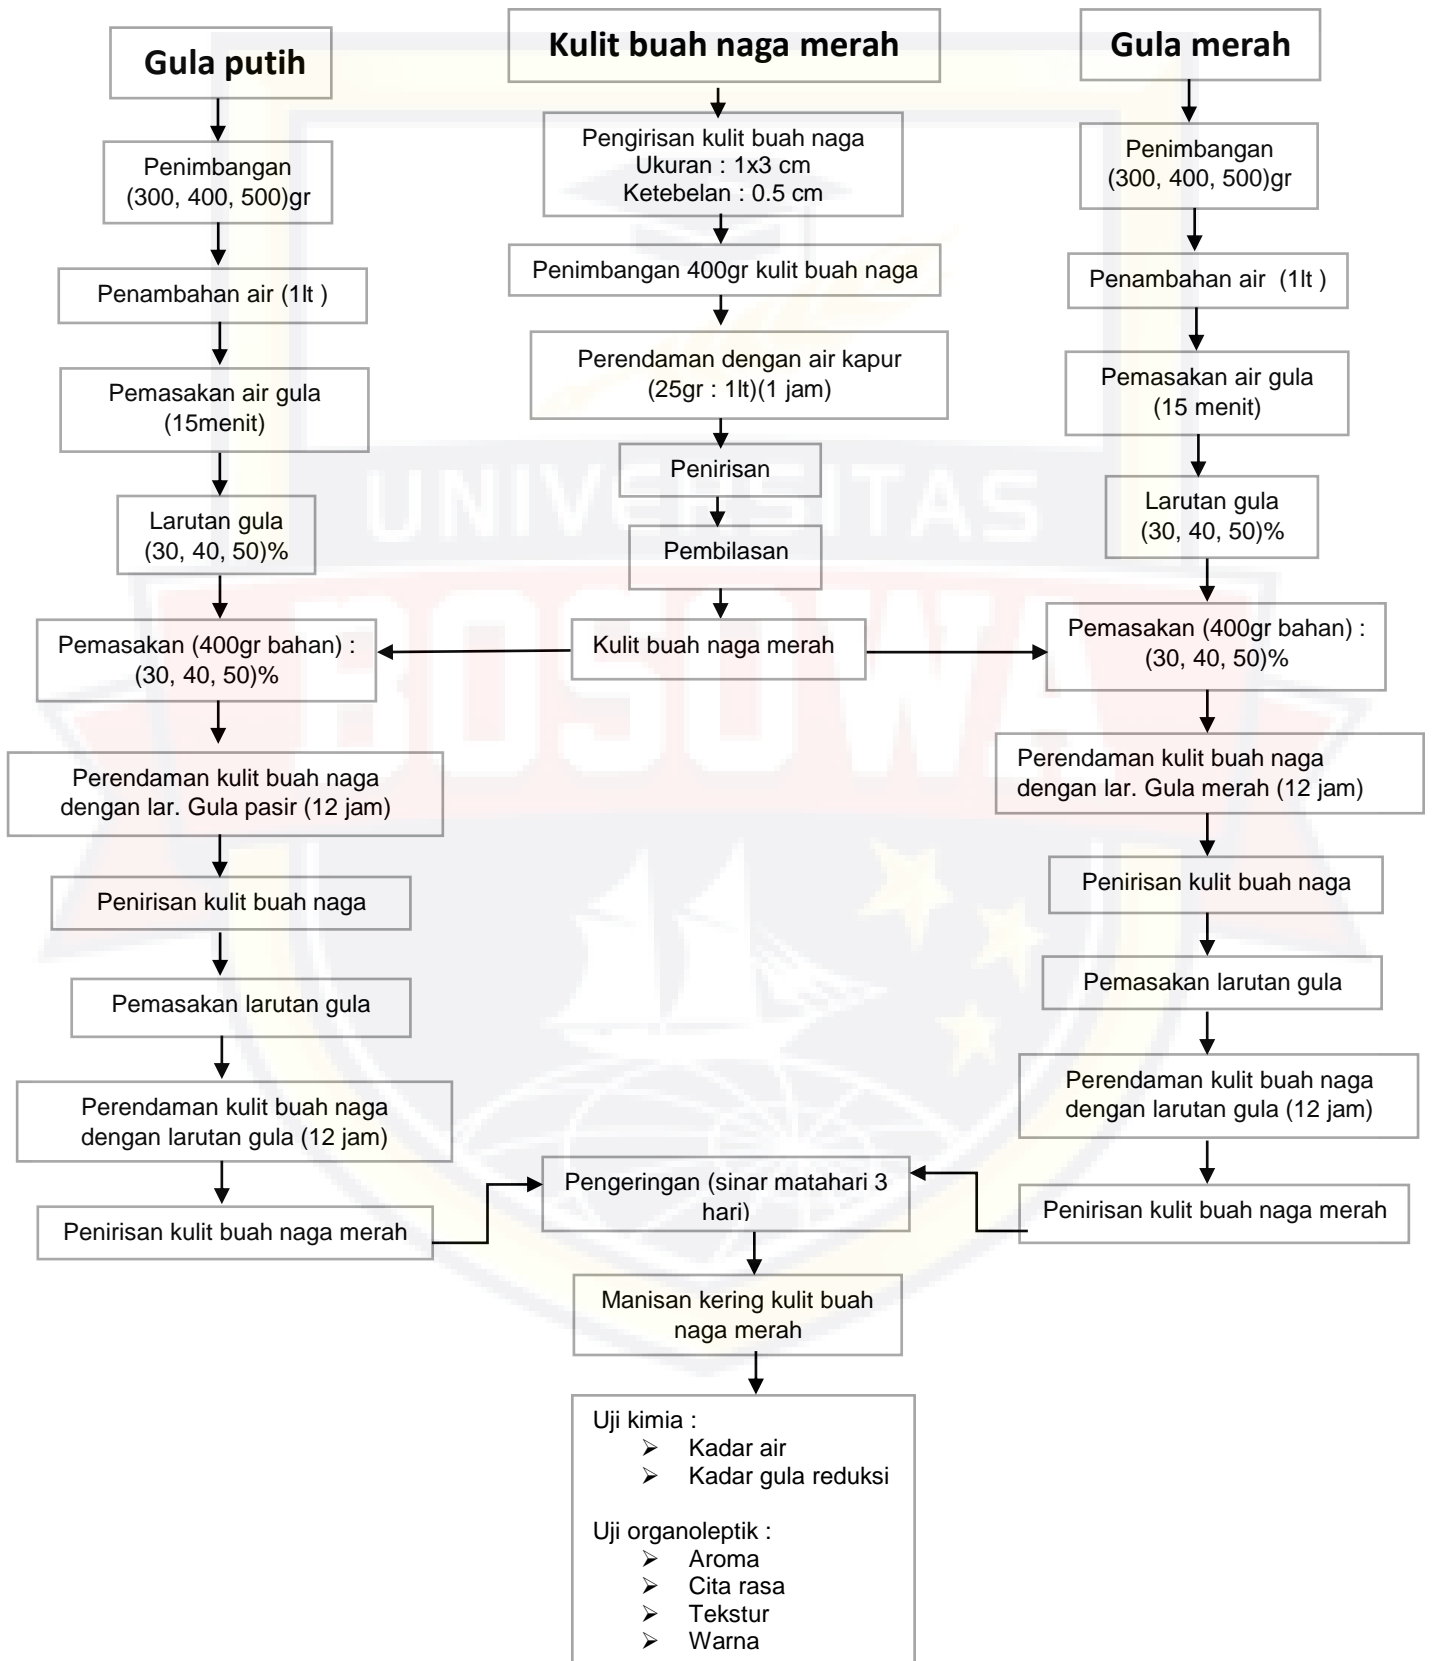 Gula putih
Kulit buah naga merah
Gula merah
Penimbangan
(300, 400, 500)gr
Pengirisan kulit buah naga
Ukuran : 1x3 cm
Ketebelan : 0.5 cm
Penimbangan
(300, 400, 500)gr
Penambahan air (1lt )
Penimbangan 400gr kulit buah naga
Penambahan air (1lt )
Pemasakan air gula
(15menit)
Perendaman dengan air kapur
(25gr : 1lt)(1 jam)
Pemasakan air gula
(15 menit)
Penirisan
UNIVERSITAS
Larutan gula
(30, 40, 50)%
Pembilasan
Larutan gula
(30, 40, 50)%
Pemasakan (400gr bahan) :
(30, 40, 50)%
Kulit buah naga merah
Pemasakan (400gr bahan) :
(30, 40, 50)%
BOSOWA
Perendaman kulit buah naga
dengan lar. Gula pasir (12 jam)
Perendaman kulit buah naga
dengan lar. Gula merah (12 jam)
Penirisan kulit buah naga
Penirisan kulit buah naga
Pemasakan larutan gula
Pemasakan larutan gula
Perendaman kulit buah naga
dengan larutan gula (12 jam)
Perendaman kulit buah naga
dengan larutan gula (12 jam)
Penirisan kulit buah naga merah
Pengeringan (sinar matahari 3
hari)
Penirisan kulit buah naga merah
Manisan kering kulit buah
naga merah
Uji kimia :
➢ Kadar air
➢ Kadar gula reduksi
Uji organoleptik :
➢ Aroma
➢ Cita rasa
➢ Tekstur
➢ Warna